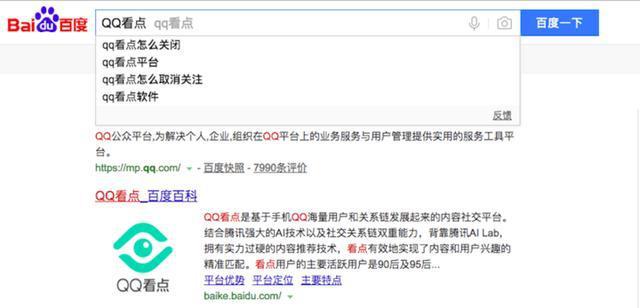 Bai du 百度
QQ看点 qq看点
百度一下
qq看点怎么关闭
qq看点平台
qq看点怎么取消关注
qq看点软件
反馈
QQ公众平台,为解决个人,企业,组织在QQ平台上的业务服务与用户管理提供实用的服务工具平
台。
https://mp.qq.com/ - 百度快照 - 7990条评价
QQ看点_百度百科
QQ看点是基于手机QQ海量用户和关系链发展起来的内容社交平台。
结合腾讯强大的AI技术以及社交关系链双重能力，背靠腾讯AI Lab，
拥有实力过硬的内容推荐技术，看点有效地实现了内容和用户兴趣的
精准匹配。看点用户的主要活跃用户是90后及95后...
平台优势 平台定位 主要特点
baike.baidu.com/
QQ看点